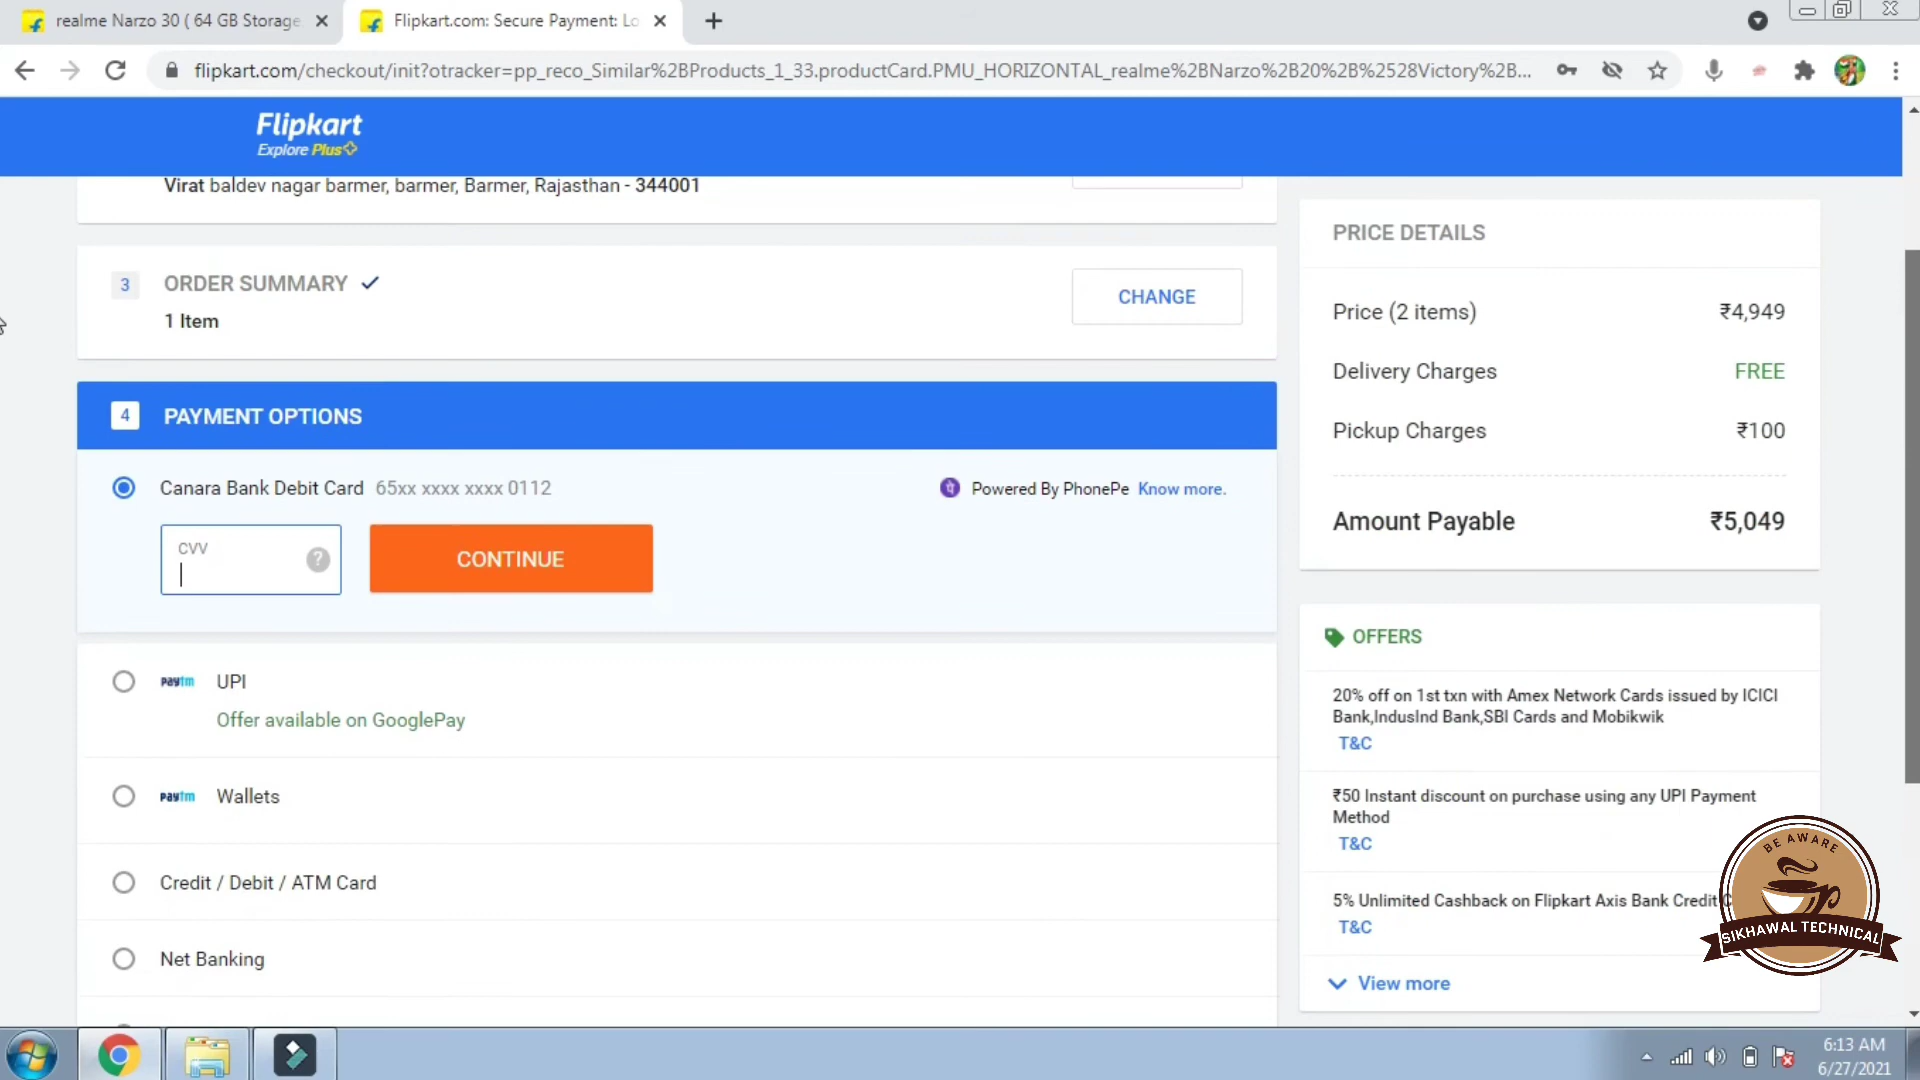 realme Narzo 30 ( 64 GB Storage
Flipkart.com: Secure Payment: Lo
flipkart.com/checkout/init?otracker=pp_reco_Similar%2BProducts_1_33.productCard.PMU_HORIZONTAL_realme%2BNarzo%2B20%2B%2528Victory%2B...
Flipkart
Explore Plus
Virat baldev nagar barmer, barmer, Barmer, Rajasthan - 344001
3 ORDER SUMMARY
1 Item
CHANGE
4 PAYMENT OPTIONS
Canara Bank Debit Card 65xx xxxx xxxx 0112
Powered By PhonePe Know more.
CVV
?
CONTINUE
paytm UPI
Offer available on GooglePay
paytm Wallets
Credit / Debit / ATM Card
Net Banking
PRICE DETAILS
Price (2 items) ₹4,949
Delivery Charges FREE
Pickup Charges ₹100
Amount Payable ₹5,049
OFFERS
20% off on 1st txn with Amex Network Cards issued by ICICI
Bank,IndusInd Bank,SBI Cards and Mobikwik
T&C
₹50 Instant discount on purchase using any UPI Payment
Method
T&C
5% Unlimited Cashback on Flipkart Axis Bank Credit C
T&C
View more
BE AWARE
SIKHAWAL TECHNICAL
6:13 AM
6/27/2021